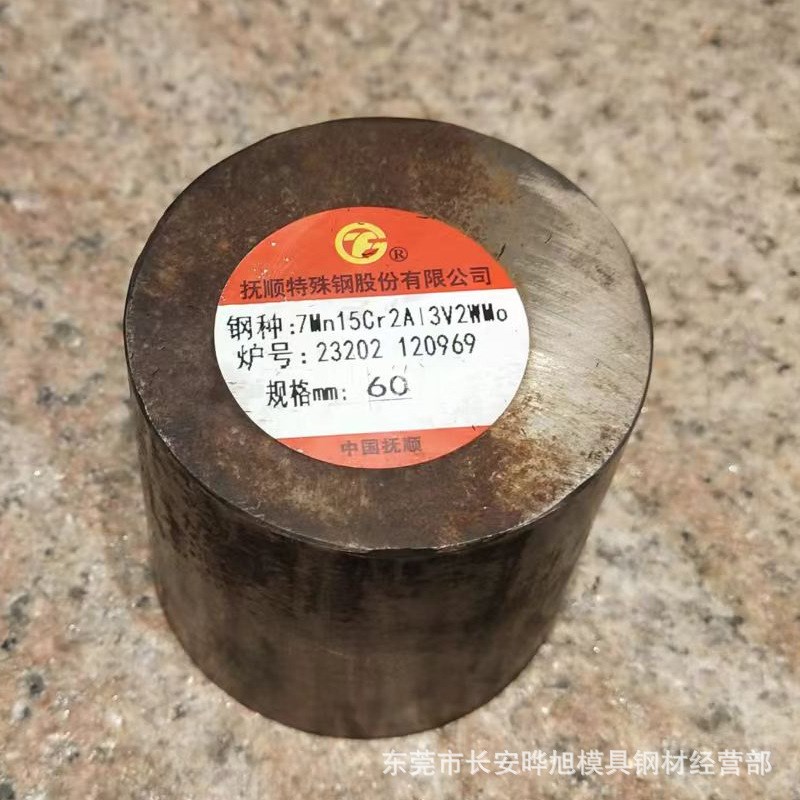 ®
抚顺特殊钢股份有限公司
钢种:7Mn15Cr2Al3V2WMo
炉号:23202 120969
规格mm: 60
中国抚顺
东莞市长安晔旭模具钢材经营部